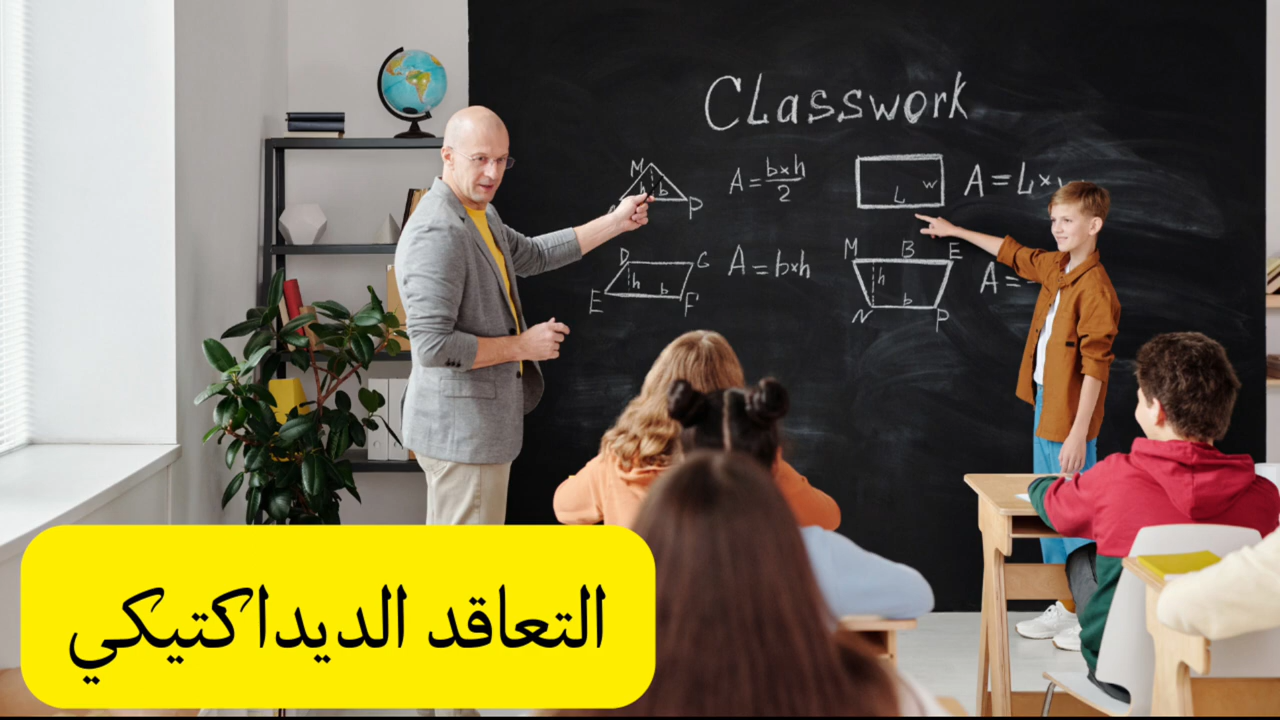 Classwork
M h b P
A = b×h/2
L w
A = L×w
D C h b E F
A = b×h
M B E h b N P
A =
التعاقد الديداكتيكي